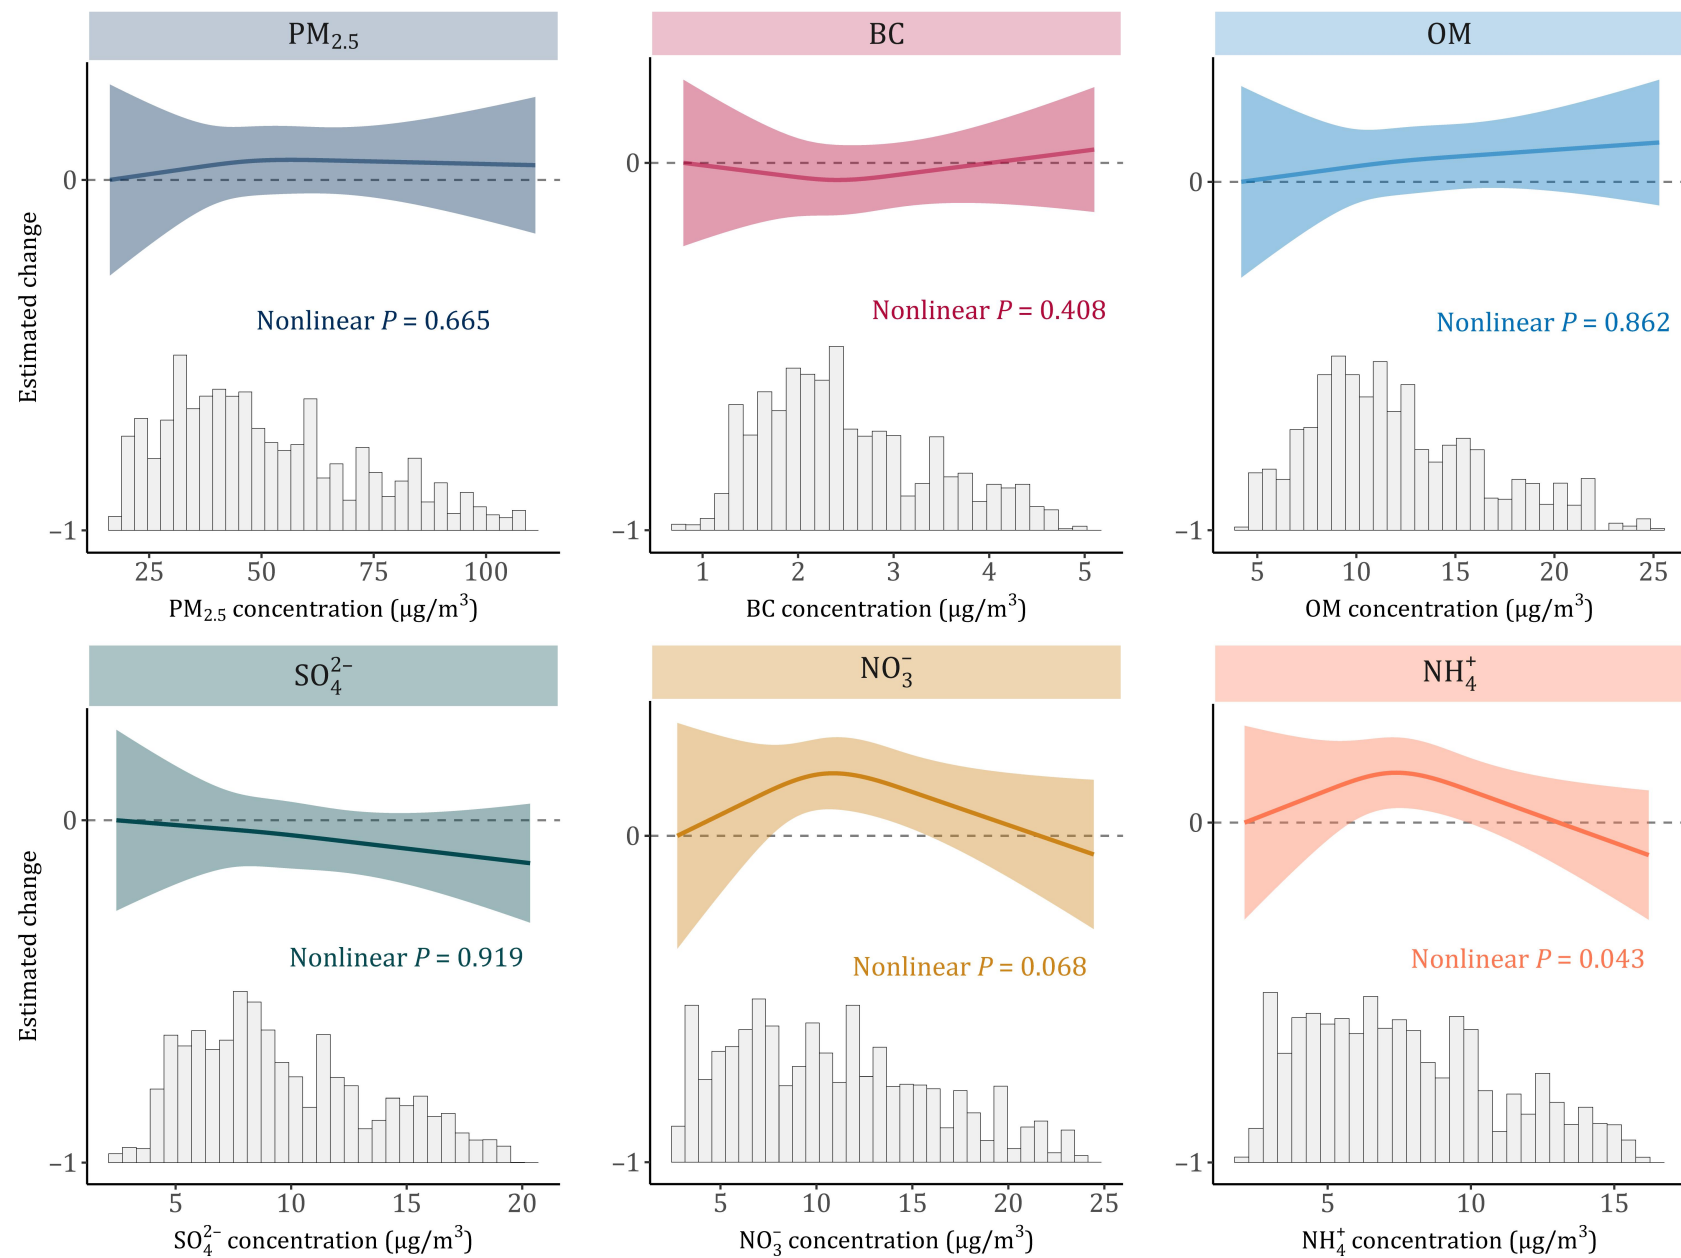 PM2.5
BC
OM
Estimated change
0
−1
Nonlinear P = 0.665
25 50 75 100
PM2.5 concentration (μg/m³)
0
−1
Nonlinear P = 0.408
1 2 3 4 5
BC concentration (μg/m³)
0
−1
Nonlinear P = 0.862
5 10 15 20 25
OM concentration (μg/m³)
SO₄²⁻
NO₃⁻
NH₄⁺
Estimated change
0
−1
Nonlinear P = 0.919
5 10 15 20
SO₄²⁻ concentration (μg/m³)
0
−1
Nonlinear P = 0.068
5 10 15 20 25
NO₃⁻ concentration (μg/m³)
0
−1
Nonlinear P = 0.043
5 10 15
NH₄⁺ concentration (μg/m³)